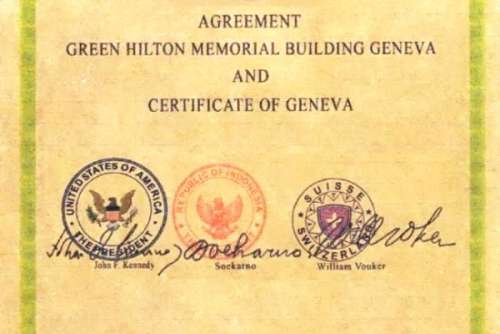 AGREEMENT
GREEN HILTON MEMORIAL BUILDING GENEVA
AND
CERTIFICATE OF GENEVA
UNITED STATES OF AMERICA
THE PRESIDENT
REPUBLIC OF INDONESIA
SUISSE
SWITZERLAND
Soekarno
John F. Kennedy
Soekarno
William Vouker